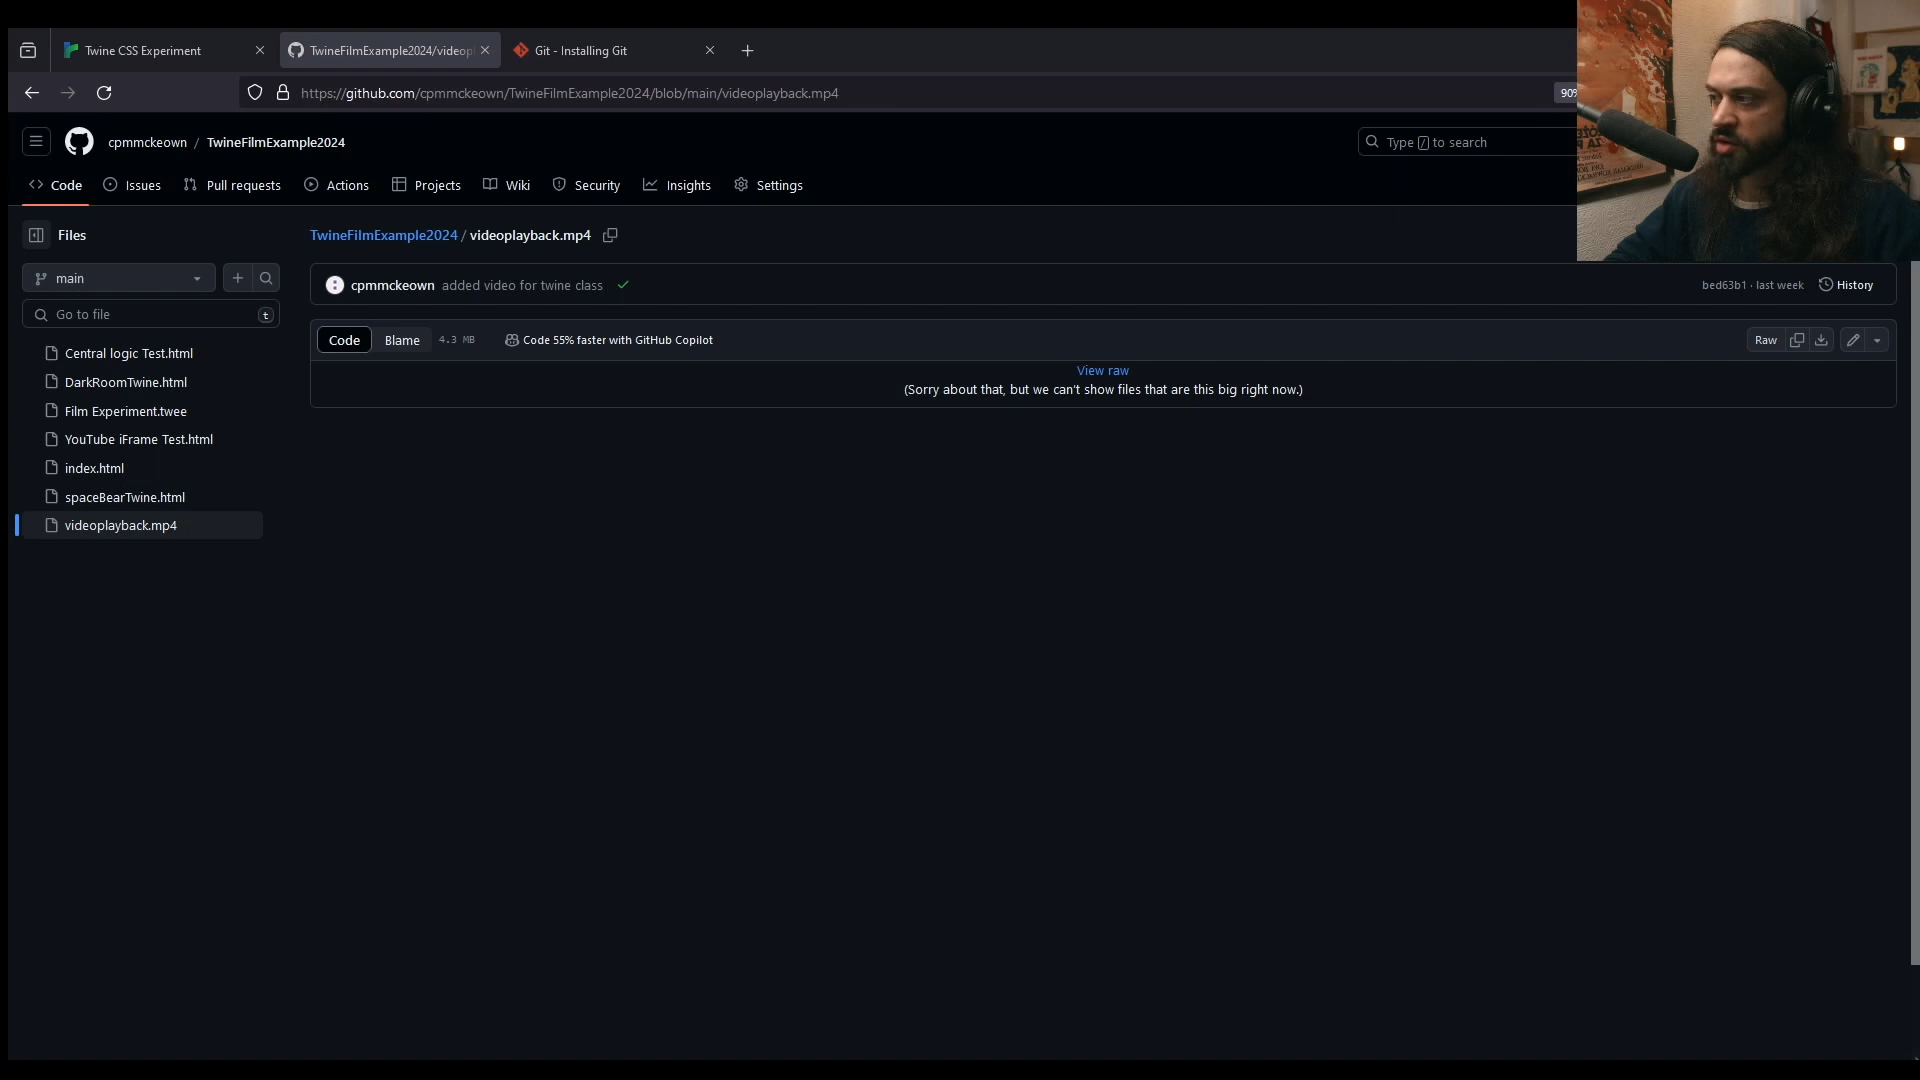 Twine CSS Experiment
TwineFilmExample2024/videop
Git - Installing Git
https://github.com/cpmmckeown/TwineFilmExample2024/blob/main/videoplayback.mp4
90%
cpmmckeown / TwineFilmExample2024
Type / to search
Code
Issues
Pull requests
Actions
Projects
Wiki
Security
Insights
Settings
Files
TwineFilmExample2024 / videoplayback.mp4
main
cpmmckeown added video for twine class
bed63b1 · last week
History
Go to file
t
Code
Blame
4.3 MB
Code 55% faster with GitHub Copilot
Raw
View raw
(Sorry about that, but we can't show files that are this big right now.)
Central logic Test.html
DarkRoomTwine.html
Film Experiment.twee
YouTube iFrame Test.html
index.html
spaceBearTwine.html
videoplayback.mp4